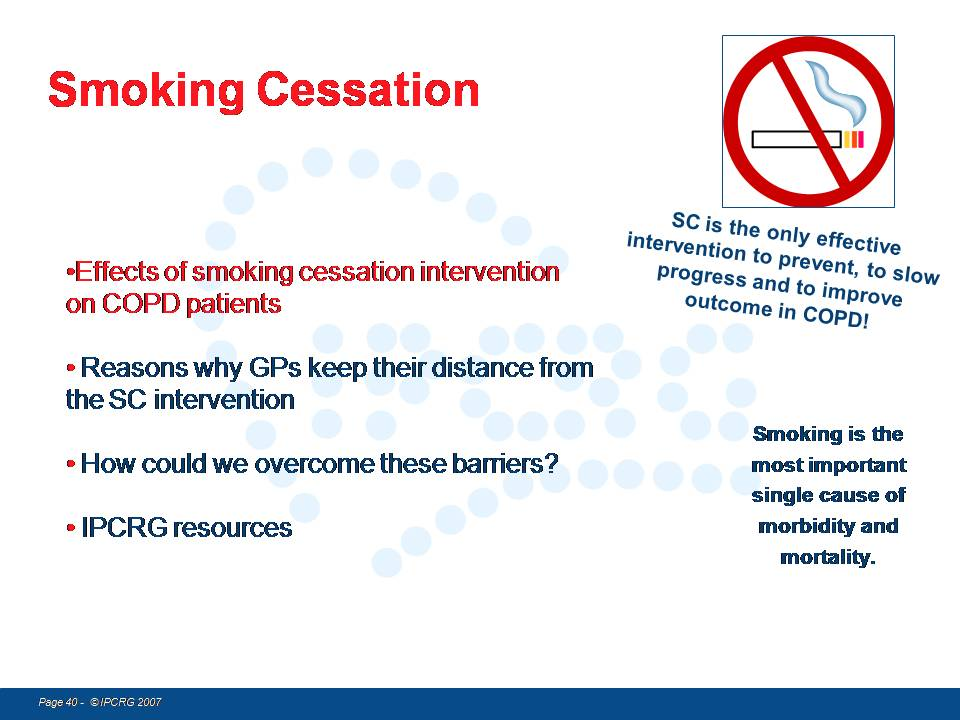 Smoking Cessation
SC is the only effective
intervention to prevent, to slow
progress and to improve
outcome in COPD!
•Effects of smoking cessation intervention
on COPD patients
• Reasons why GPs keep their distance from
the SC intervention
• How could we overcome these barriers?
• IPCRG resources
Smoking is the
most important
single cause of
morbidity and
mortality.
Page 40 - © IPCRG 2007